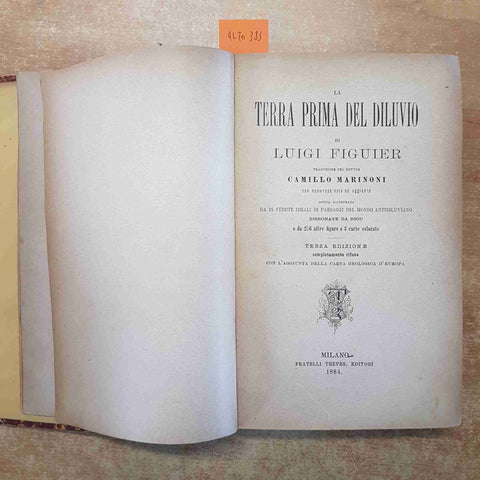 ALTO 383
LA
TERRA PRIMA DEL DILUVIO
DI
LUIGI FIGUIER
TRADUZIONE DEL DOTTOR
CAMILLO MARINONI
con numerose note ed aggiunte
OPERA ILLUSTRATA
DA 25 VEDUTE IDEALI DI PAESAGGI DEL MONDO ANTIDILUVIANO
DISEGNATE DA RIOU
e da 256 altre figure e 8 carte colorate
TERZA EDIZIONE
completamente rifusa
CON L'AGGIUNTA DELLA CARTA GEOLOGICA D'EUROPA
MILANO
FRATELLI TREVES, EDITORI
1884.